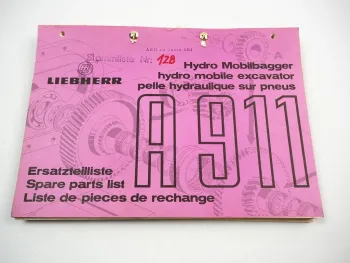 Stammliste Nr: 128
Hydro Mobilbagger
LIEBHERR
hydro mobile excavator
pelle hydraulique sur pneus
A 911
Ersatzteilliste
Spare parts list
Liste de pieces de rechange